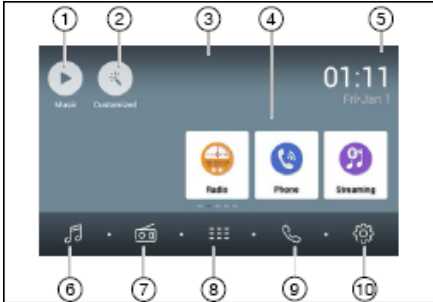 1 2 3 4 5
01:11
Fri-Jan 1
Music Customized
Radio Phone Streaming
6 7 8 9 10